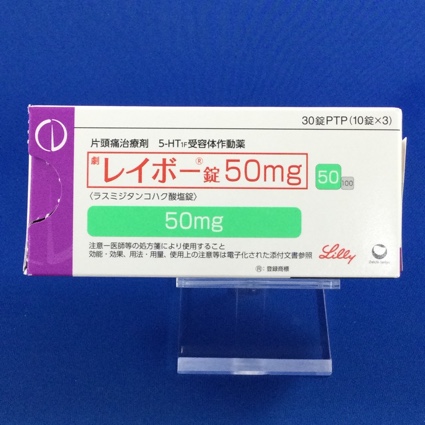 30錠PTP(10錠×3)
片頭痛治療剤 5-HT1F受容体作動薬
劇 レイボー®錠50mg
50
100
〈ラスミジタンコハク酸塩錠〉
50mg
注意―医師等の処方箋により使用すること
効能・効果、用法・用量、使用上の注意等は電子化された添付文書参照
Lilly
®:登録商標